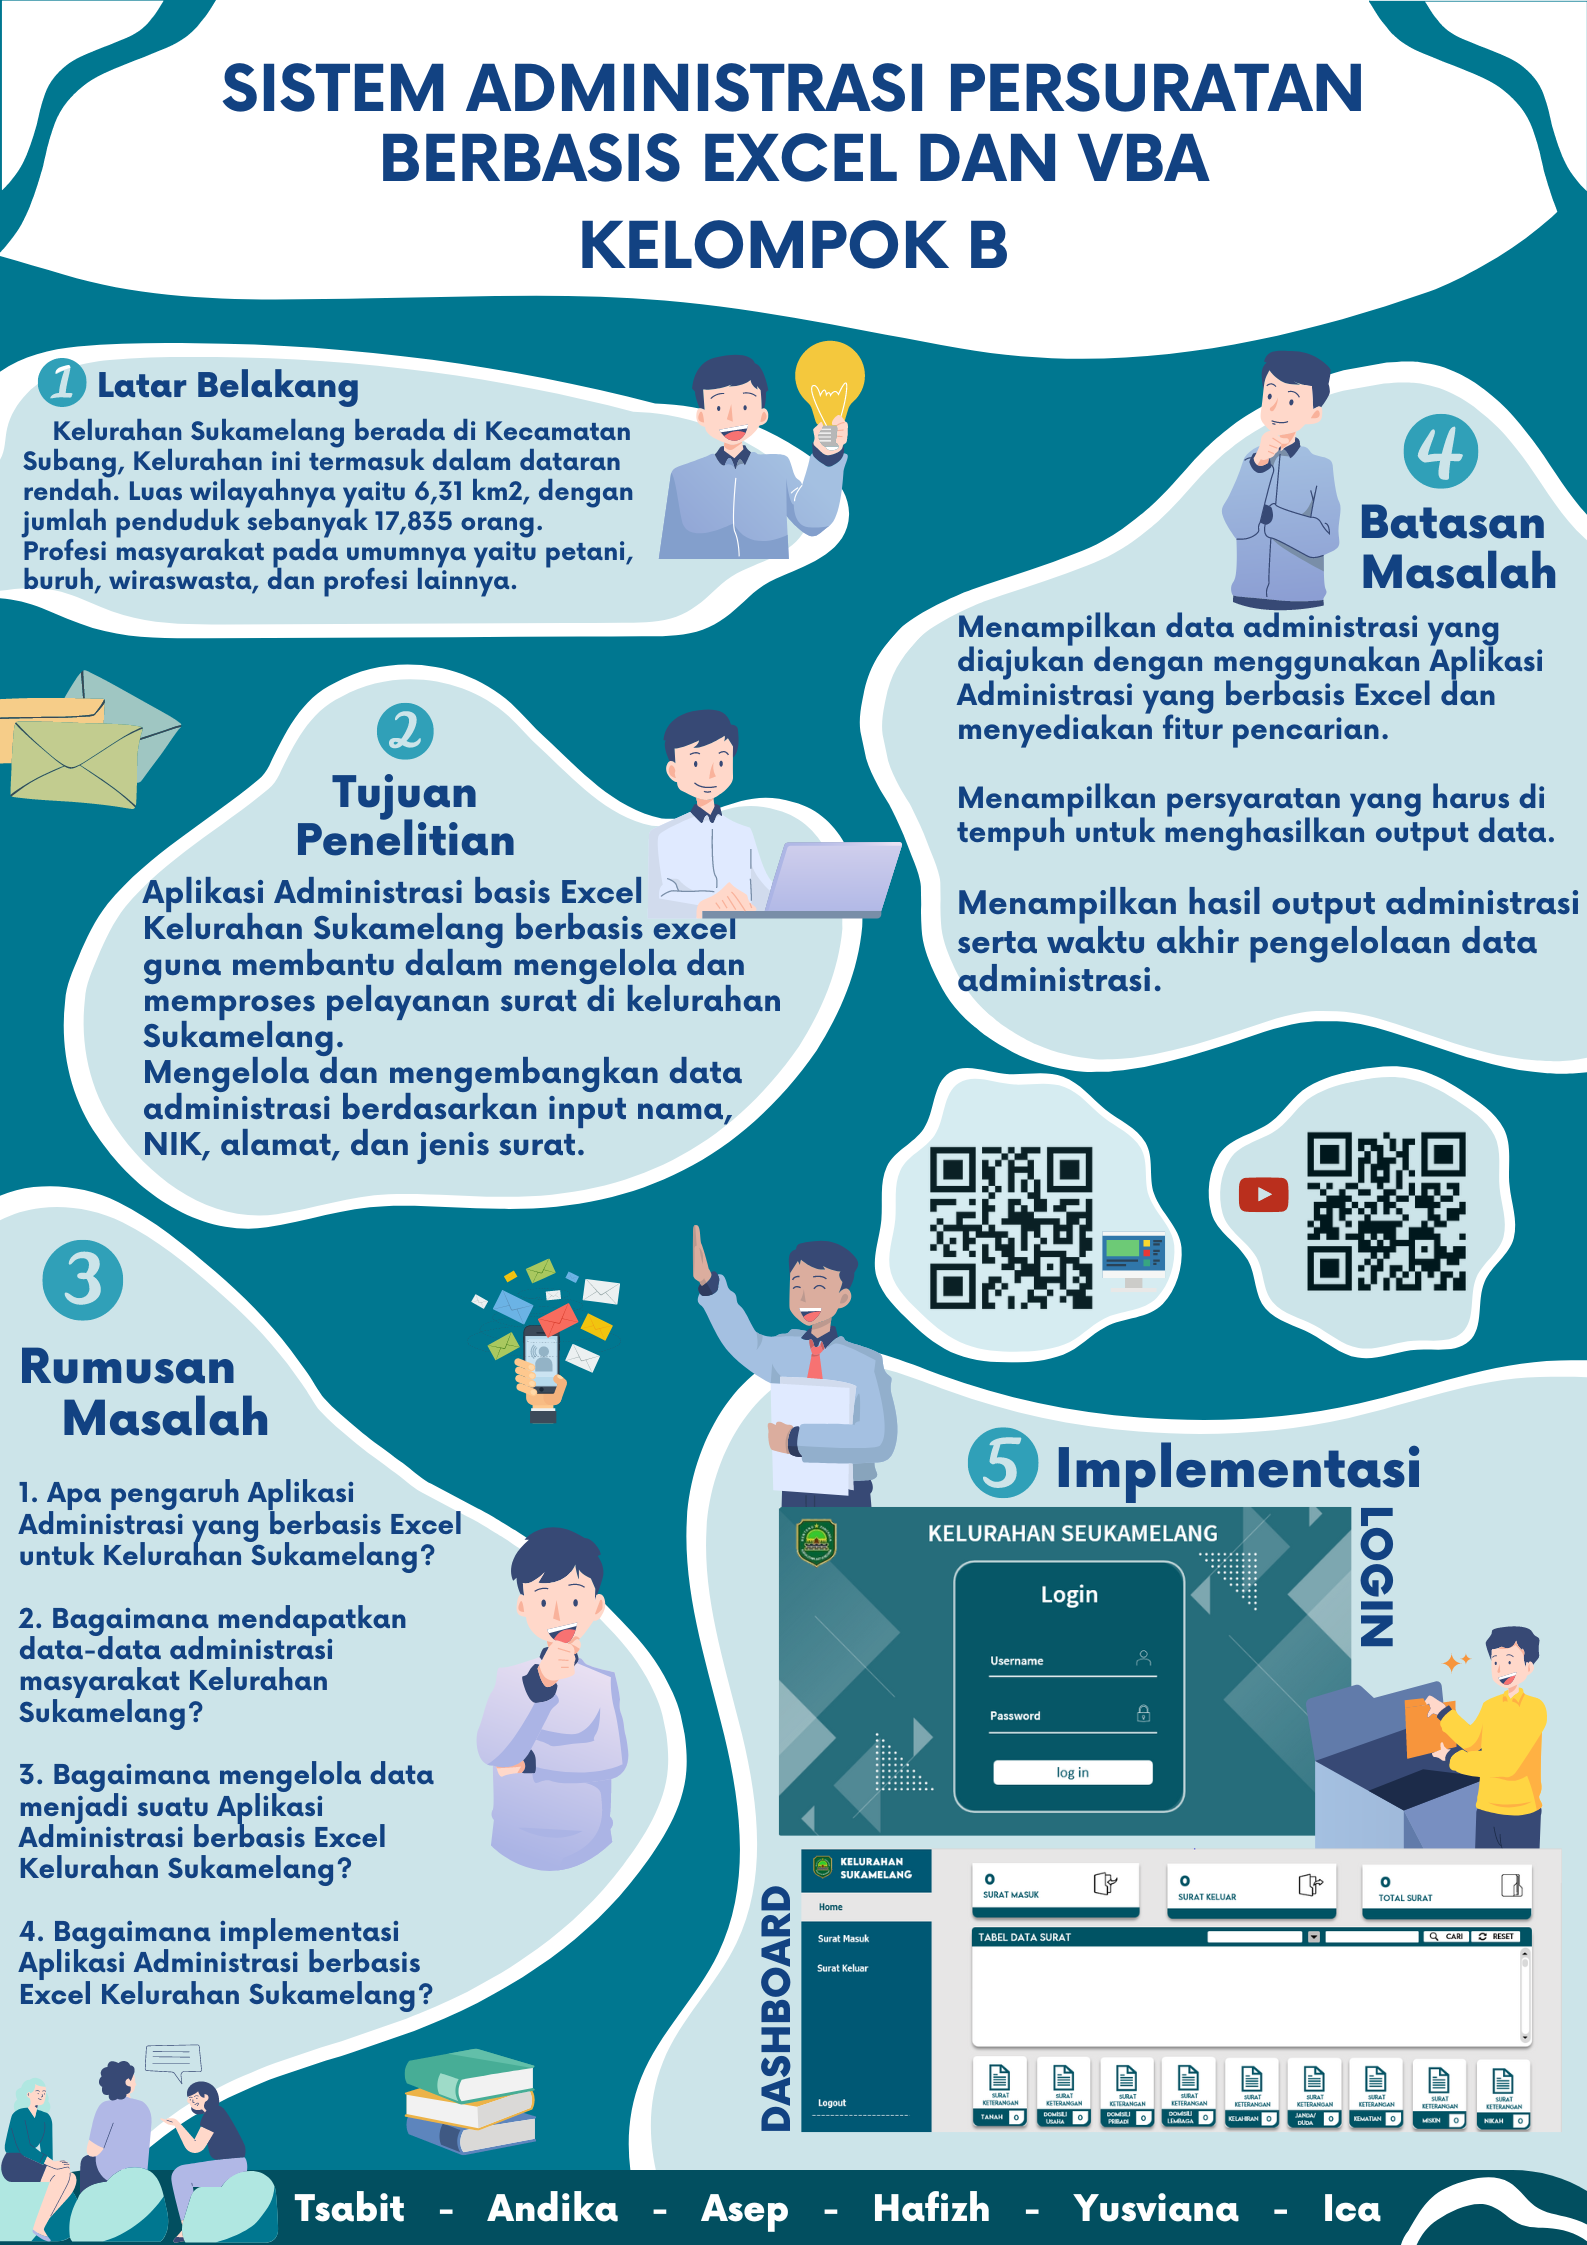 SISTEM ADMINISTRASI PERSURATAN
BERBASIS EXCEL DAN VBA
KELOMPOK B
1 Latar Belakang
Kelurahan Sukamelang berada di Kecamatan
Subang, Kelurahan ini termasuk dalam dataran
rendah. Luas wilayahnya yaitu 6,31 km2, dengan
jumlah penduduk sebanyak 17,835 orang.
Profesi masyarakat pada umumnya yaitu petani,
buruh, wiraswasta, dan profesi lainnya.
2
Tujuan
Penelitian
Aplikasi Administrasi basis Excel
Kelurahan Sukamelang berbasis excel
guna membantu dalam mengelola dan
memproses pelayanan surat di kelurahan
Sukamelang.
Mengelola dan mengembangkan data
administrasi berdasarkan input nama,
NIK, alamat, dan jenis surat.
3
Rumusan
Masalah
1. Apa pengaruh Aplikasi
Administrasi yang berbasis Excel
untuk Kelurahan Sukamelang?
2. Bagaimana mendapatkan
data-data administrasi
masyarakat Kelurahan
Sukamelang?
3. Bagaimana mengelola data
menjadi suatu Aplikasi
Administrasi berbasis Excel
Kelurahan Sukamelang?
4. Bagaimana implementasi
Aplikasi Administrasi berbasis
Excel Kelurahan Sukamelang?
4
Batasan
Masalah
Menampilkan data administrasi yang
diajukan dengan menggunakan Aplikasi
Administrasi yang berbasis Excel dan
menyediakan fitur pencarian.
Menampilkan persyaratan yang harus di
tempuh untuk menghasilkan output data.
Menampilkan hasil output administrasi
serta waktu akhir pengelolaan data
administrasi.
5 Implementasi
LOGIN
KELURAHAN SEUKAMELANG
Login
Username
Password
log in
DASHBOARD
KELURAHAN
SUKAMELANG
Home
Surat Masuk
Surat Keluar
Logout
0
SURAT MASUK
0
SURAT KELUAR
0
TOTAL SURAT
TABEL DATA SURAT
CARI
RESET
SURAT
KETERANGAN
TANAH 0
SURAT
KETERANGAN
DOMISILI
USAHA 0
SURAT
KETERANGAN
DOMISILI
PRIBADI 0
SURAT
KETERANGAN
DOMISILI
LEMBAGA 0
SURAT
KETERANGAN
KELAHIRAN 0
SURAT
KETERANGAN
JANDA/
DUDA 0
SURAT
KETERANGAN
KEMATIAN 0
SURAT
KETERANGAN
MISKIN 0
SURAT
KETERANGAN
NIKAH 0
Tsabit - Andika - Asep - Hafizh - Yusviana - Ica